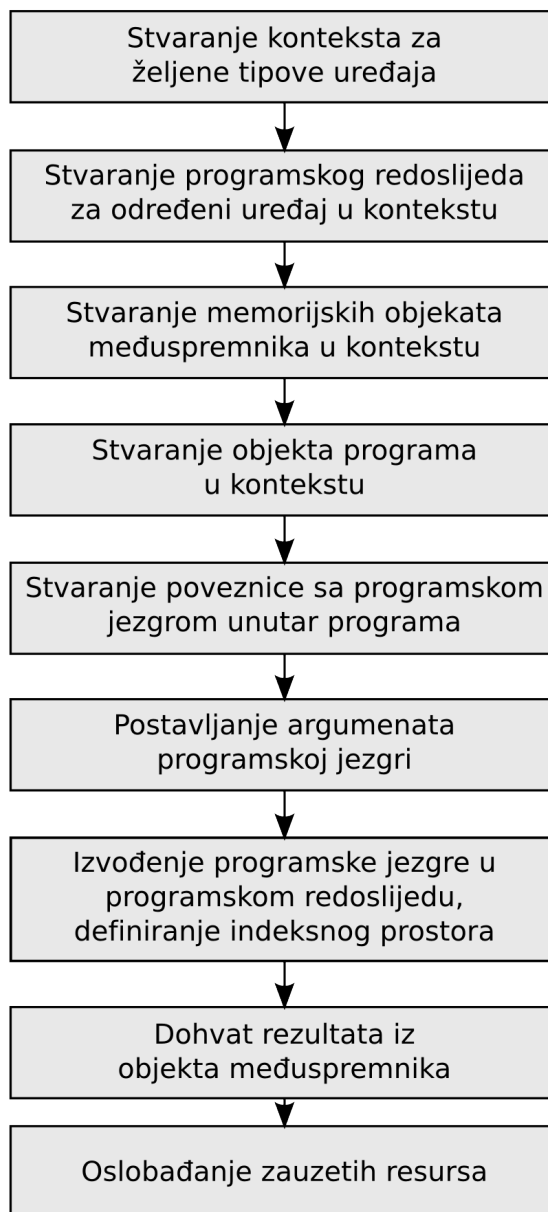 Stvaranje konteksta za
željene tipove uređaja
Stvaranje programskog redoslijeda
za određeni uređaj u kontekstu
Stvaranje memorijskih objekata
međuspremnika u kontekstu
Stvaranje objekta programa
u kontekstu
Stvaranje poveznice sa programskom
jezgrom unutar programa
Postavljanje argumenata
programskoj jezgri
Izvođenje programske jezgre u
programskom redoslijedu,
definiranje indeksnog prostora
Dohvat rezultata iz
objekta međuspremnika
Oslobađanje zauzetih resursa